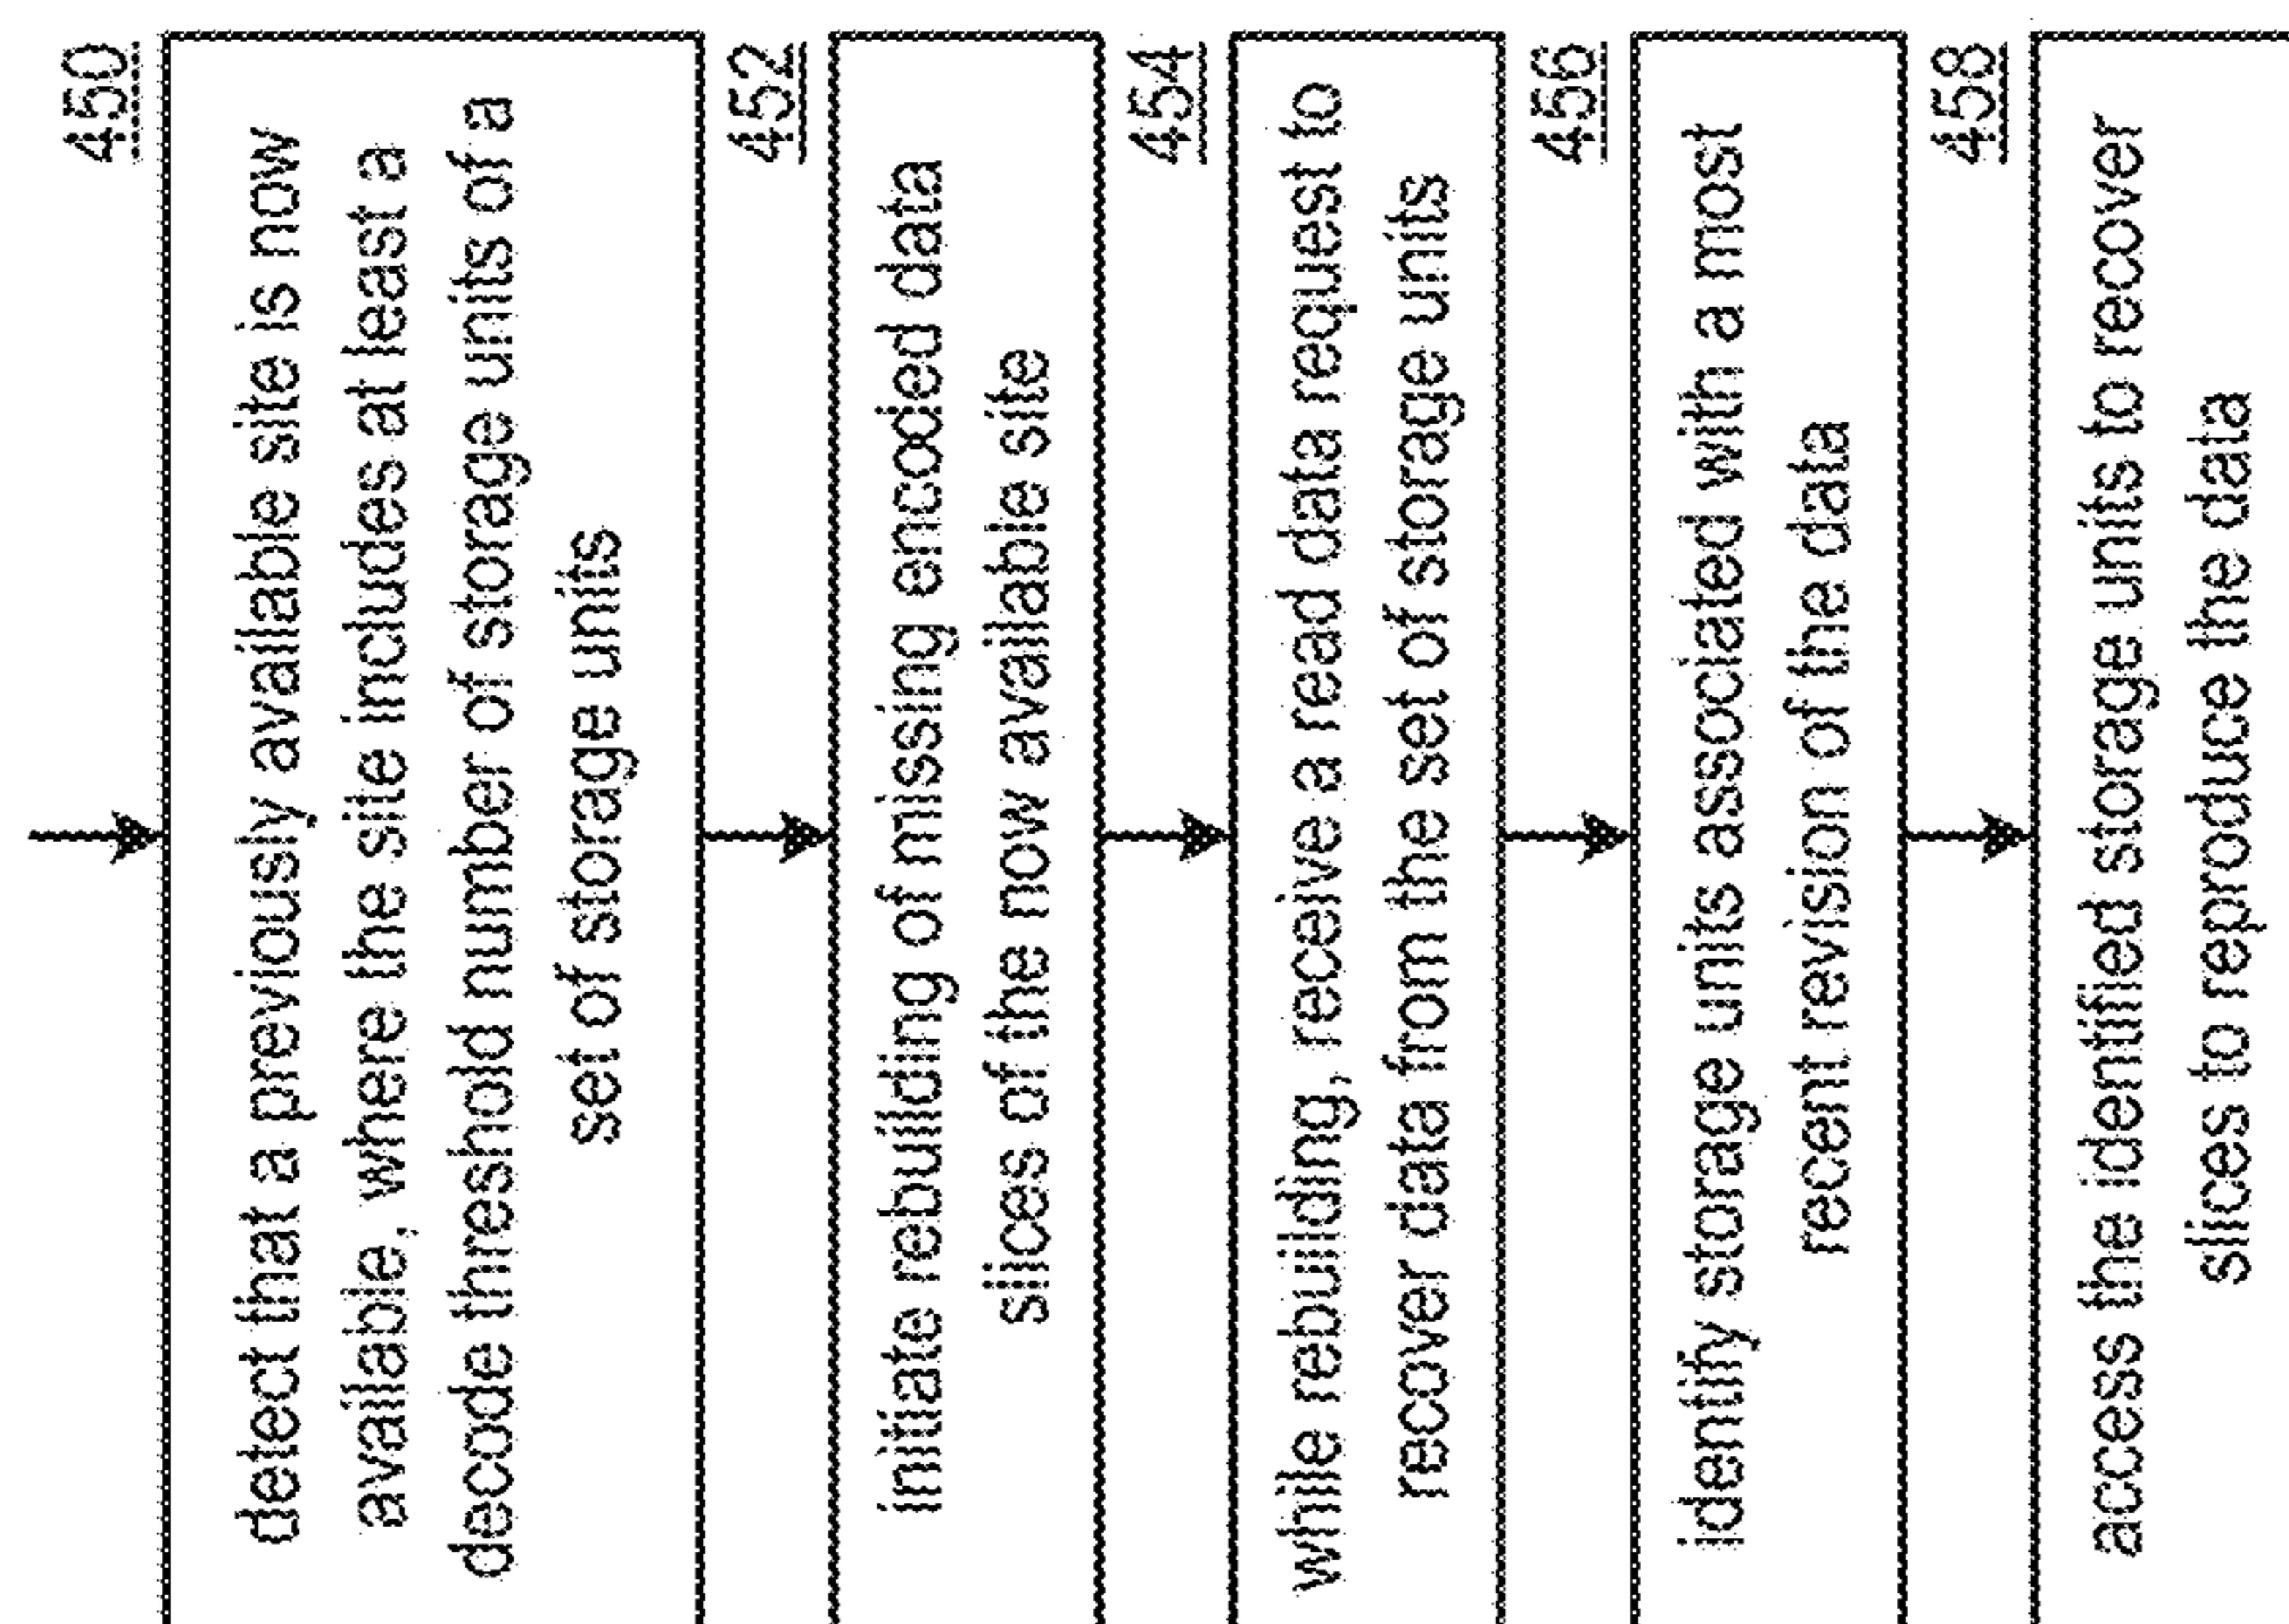 450
detect that a previously available site is now
available, where the site includes at least a
decode threshold number of storage units of a
set of storage units
452
initiate rebuilding of missing encoded data
slices of the now available site
454
while rebuilding, receive a read data request to
recover data from the set of storage units
456
identify storage units associated with a most
recent revision of the data
458
access the identified storage units to recover
slices to reproduce the data